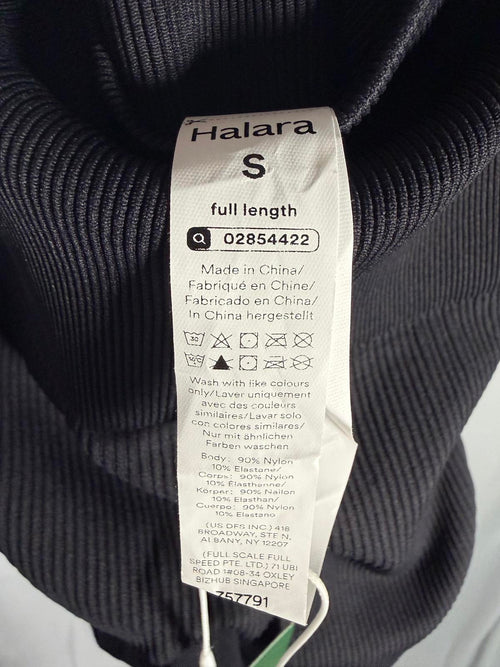 Halara
S
full length
02854422
Made in China/
Fabriqué en Chine/
Fabricado en China/
In China hergestellt
30
40°C
Wash with like colours
only/Laver uniquement
avec des couleurs
similaires/Lavar solo
con colores similares/
Nur mit ähnlichen
Farben waschen
Body: 90% Nylon
10% Elastane/
Corps: 90% Nylon
10% Élasthanne/
Körper: 90% Nailon
10% Elasthan/
Cuerpo: 90% Nylon
10% Elastano
(US DFS INC.) 418
BROADWAY, STE N,
ALBANY, NY 12207
(FULL SCALE FULL
SPEED PTE. LTD.) 71 UBI
ROAD 1#08-34 OXLEY
BIZHUB SINGAPORE
757791